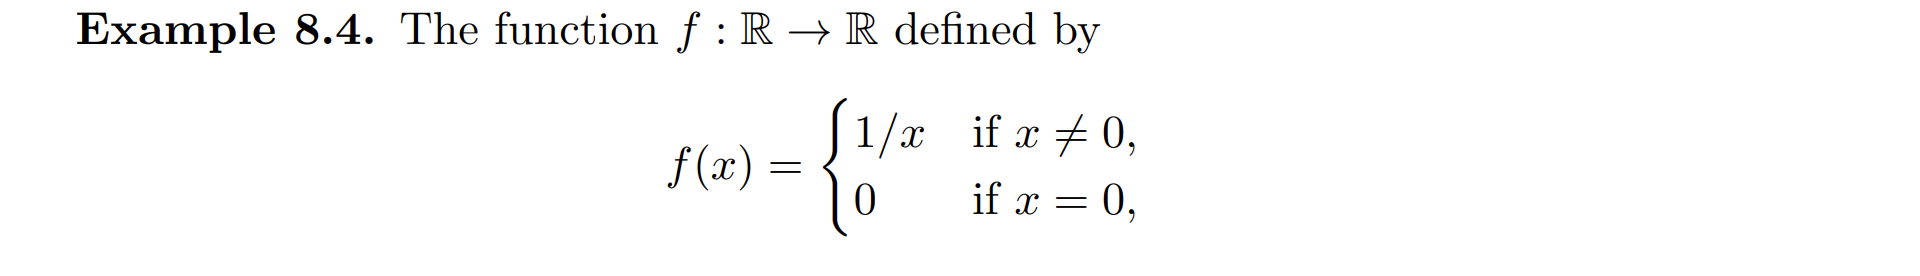 Example 8.4. The function f : ℝ → ℝ defined by
f(x) = { 1/x if x ≠ 0,
0 if x = 0,